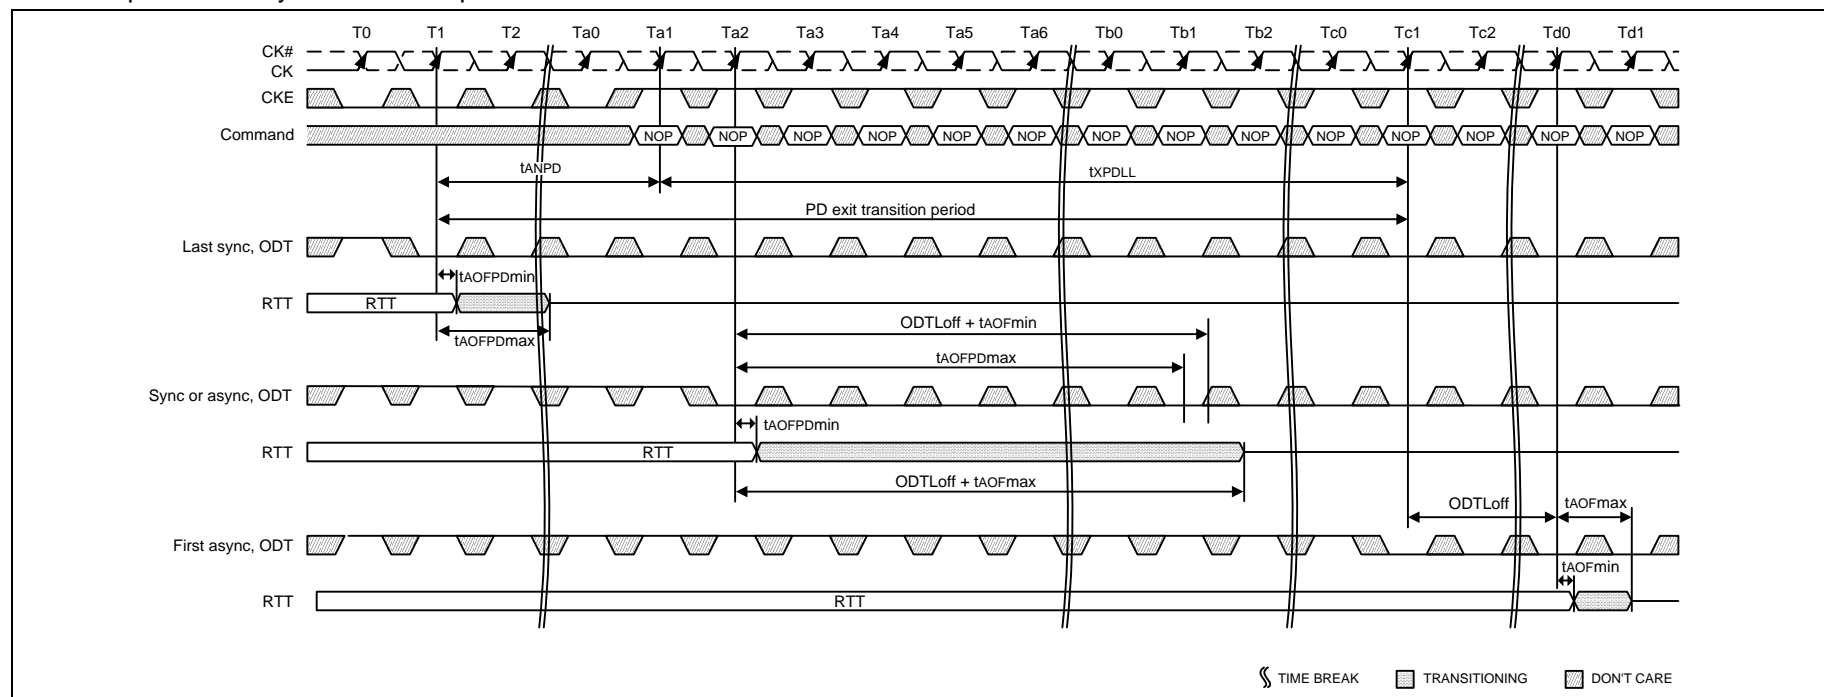 T0 T1 T2 Ta0 Ta1 Ta2 Ta3 Ta4 Ta5 Ta6 Tb0 Tb1 Tb2 Tc0 Tc1 Tc2 Td0 Td1
CK#
CK
CKE
Command NOP NOP NOP NOP NOP NOP NOP NOP NOP NOP NOP NOP NOP NOP
tANPD tXPDLL
PD exit transition period
Last sync, ODT
tAOFPDmin
RTT RTT
ODTLoff + tAOFmin
tAOFPDmax
tAOFPDmax
Sync or async, ODT
tAOFPDmin
RTT RTT
ODTLoff + tAOFmax
ODTLoff tAOFmax
First async, ODT
tAOFmin
RTT RTT
TIME BREAK TRANSITIONING DON'T CARE